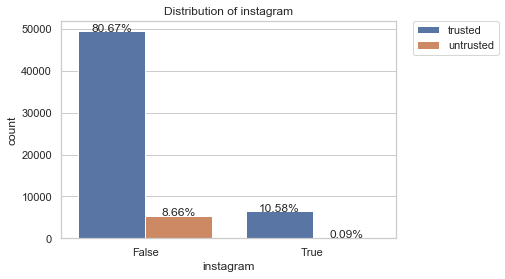 Distribution of instagram
trusted
untrusted
50000
40000
30000
20000
10000
0
count
80.67%
8.66%
10.58%
0.09%
False
True
instagram